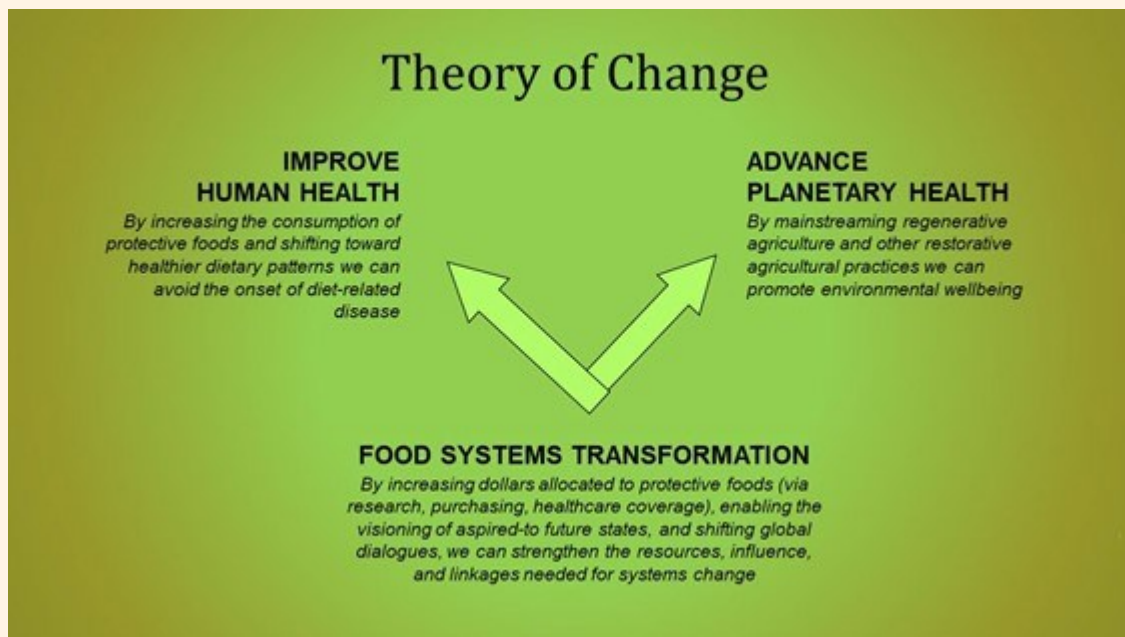 Theory of Change
IMPROVE
HUMAN HEALTH
By increasing the consumption of
protective foods and shifting toward
healthier dietary patterns we can
avoid the onset of diet-related
disease
ADVANCE
PLANETARY HEALTH
By mainstreaming regenerative
agriculture and other restorative
agricultural practices we can
promote environmental wellbeing
FOOD SYSTEMS TRANSFORMATION
By increasing dollars allocated to protective foods (via
research, purchasing, healthcare coverage), enabling the
visioning of aspired-to future states, and shifting global
dialogues, we can strengthen the resources, influence,
and linkages needed for systems change